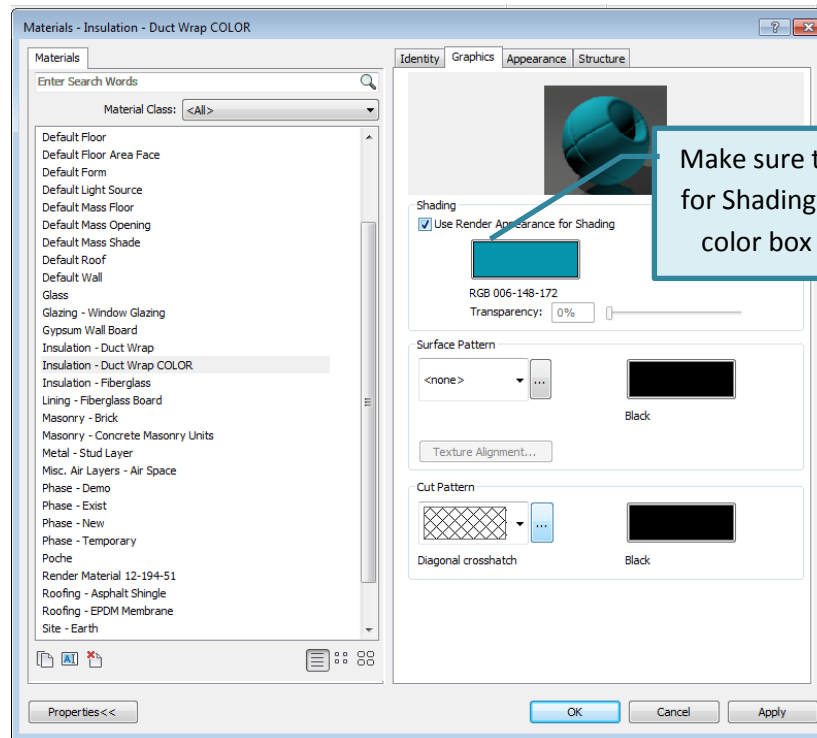 Materials - Insulation - Duct Wrap COLOR
Materials
Enter Search Words
Material Class: <All>
Default Floor
Default Floor Area Face
Default Form
Default Light Source
Default Mass Floor
Default Mass Opening
Default Mass Shade
Default Roof
Default Wall
Glass
Glazing - Window Glazing
Gypsum Wall Board
Insulation - Duct Wrap
Insulation - Duct Wrap COLOR
Insulation - Fiberglass
Lining - Fiberglass Board
Masonry - Brick
Masonry - Concrete Masonry Units
Metal - Stud Layer
Misc. Air Layers - Air Space
Phase - Demo
Phase - Exist
Phase - New
Phase - Temporary
Poche
Render Material 12-194-51
Roofing - Asphalt Shingle
Roofing - EPDM Membrane
Site - Earth
Properties<<
Identity Graphics Appearance Structure
Make sure
for Shading
color box
Shading
Use Render Appearance for Shading
RGB 006-148-172
Transparency: 0%
Surface Pattern
<none> ...
Black
Texture Alignment...
Cut Pattern
...
Diagonal crosshatch Black
OK Cancel Apply